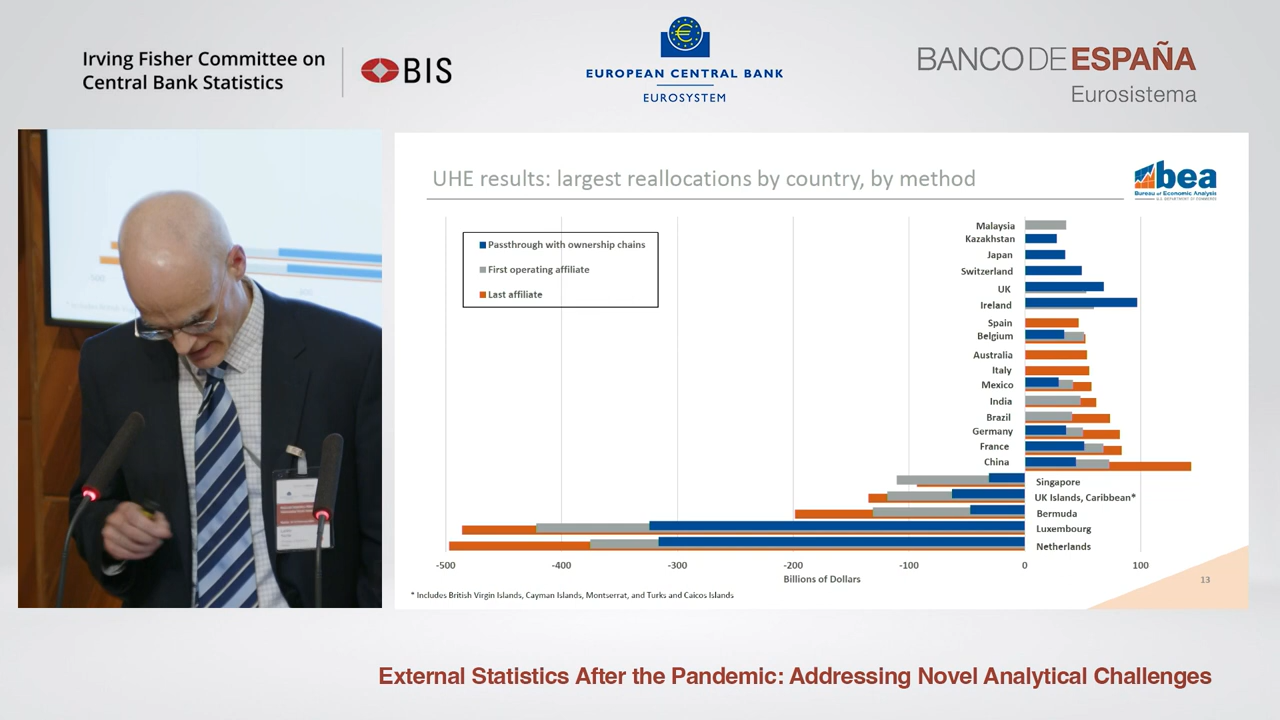 Irving Fisher Committee on
Central Bank Statistics
BIS
EUROPEAN CENTRAL BANK
EUROSYSTEM
BANCO DE ESPAÑA
Eurosistema
UHE results: largest reallocations by country, by method
bea
Bureau of Economic Analysis
U.S. DEPARTMENT OF COMMERCE
Passthrough with ownership chains
First operating affiliate
Last affiliate
Malaysia
Kazakhstan
Japan
Switzerland
UK
Ireland
Spain
Belgium
Australia
Italy
Mexico
India
Brazil
Germany
France
China
Singapore
UK Islands, Caribbean*
Bermuda
Luxembourg
Netherlands
-500 -400 -300 -200 -100 0 100
Billions of Dollars
13
* Includes British Virgin Islands, Cayman Islands, Montserrat, and Turks and Caicos Islands
External Statistics After the Pandemic: Addressing Novel Analytical Challenges